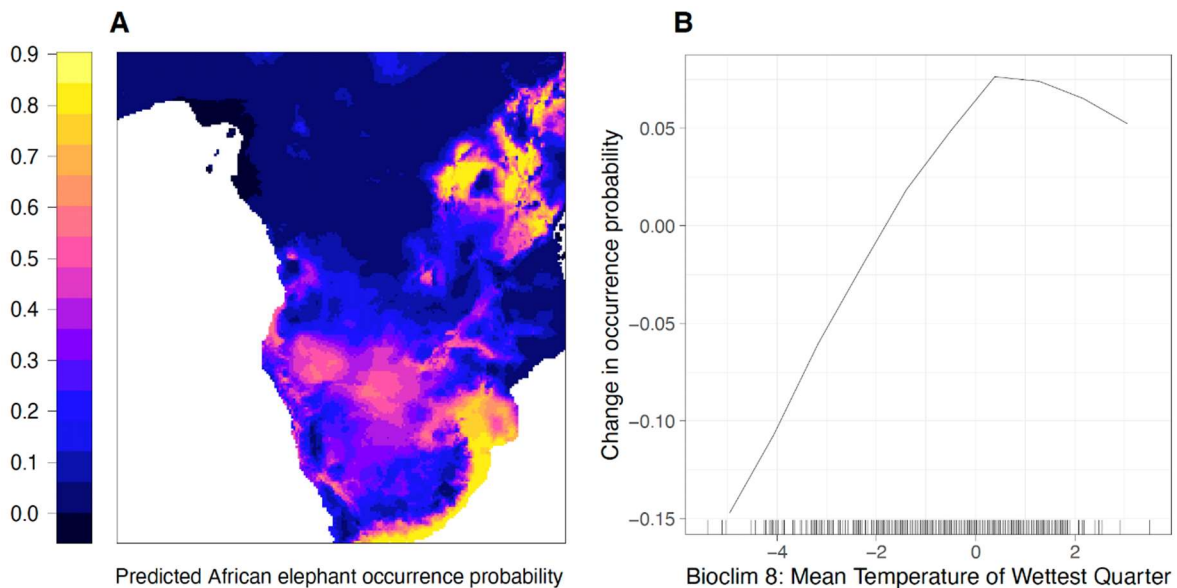 A
0.9
0.8
0.7
0.6
0.5
0.4
0.3
0.2
0.1
0.0
Predicted African elephant occurrence probability
B
Change in occurrence probability
0.05
0.00
−0.05
−0.10
−0.15
−4 −2 0 2
Bioclim 8: Mean Temperature of Wettest Quarter